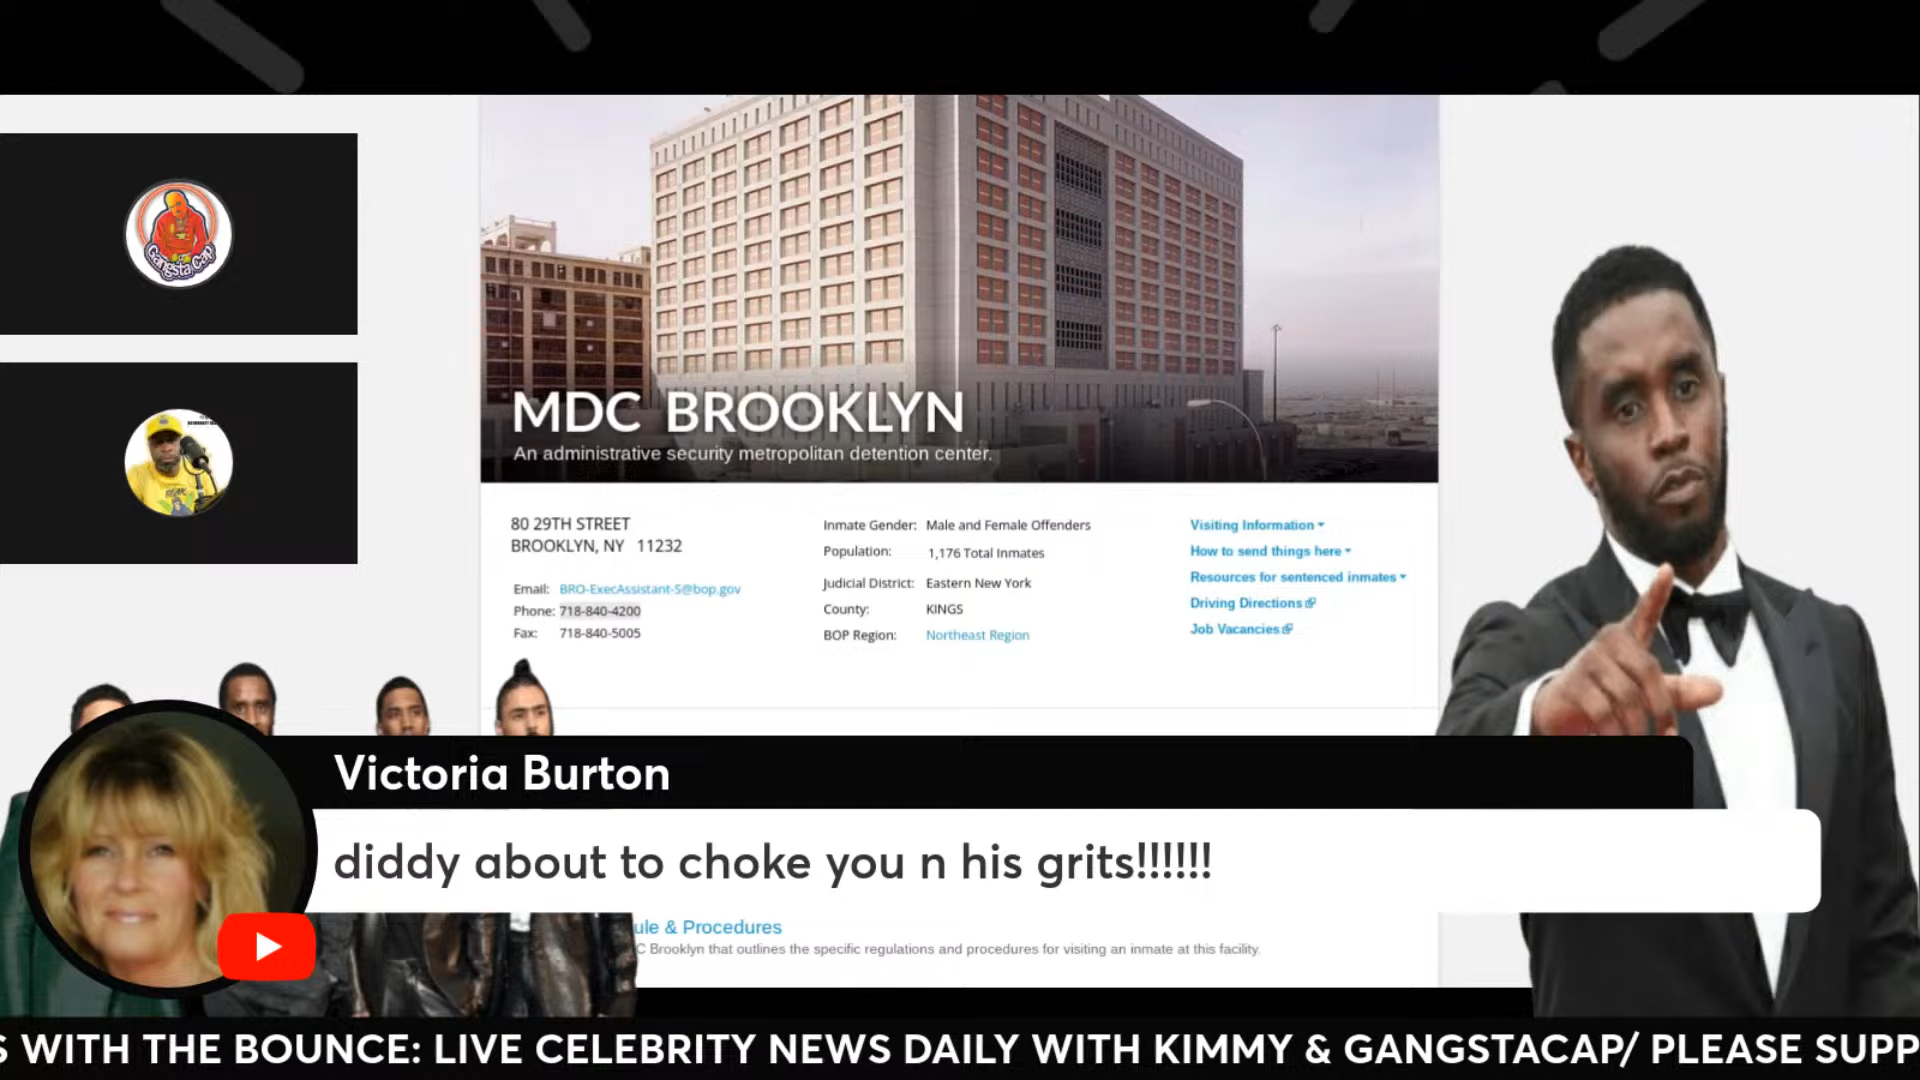 Gangsta Cap
MDC BROOKLYN
An administrative security metropolitan detention center.
80 29TH STREET
BROOKLYN, NY 11232
Email: BRO-ExecAssistant-S@bop.gov
Phone: 718-840-4200
Fax: 718-840-5005
Inmate Gender: Male and Female Offenders
Population: 1,176 Total Inmates
Judicial District: Eastern New York
County: KINGS
BOP Region: Northeast Region
Visiting Information
How to send things here
Resources for sentenced inmates
Driving Directions
Job Vacancies
Victoria Burton
diddy about to choke you n his grits!!!!!!
ule & Procedures
C Brooklyn that outlines the specific regulations and procedures for visiting an inmate at this facility.
S WITH THE BOUNCE: LIVE CELEBRITY NEWS DAILY WITH KIMMY & GANGSTACAP/ PLEASE SUPP